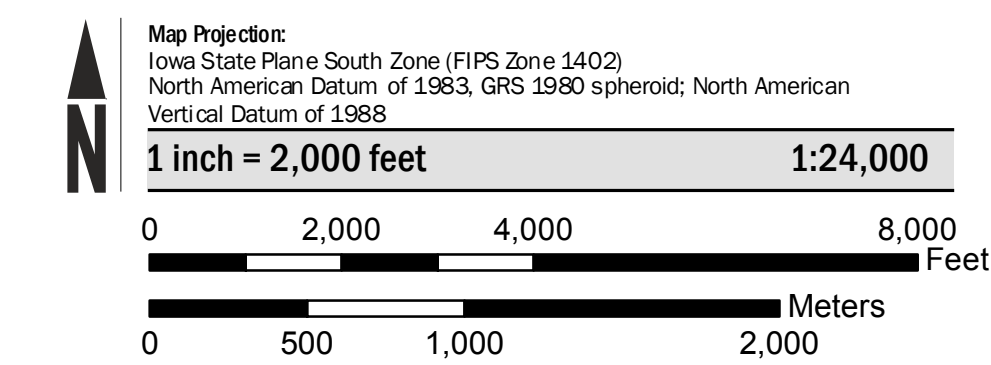 Map Projection:
Iowa State Plane South Zone (FIPS Zone 1402)
North American Datum of 1983, GRS 1980 spheroid; North American
Vertical Datum of 1988
N
1 inch = 2,000 feet 1:24,000
0 2,000 4,000 8,000
Feet
Meters
0 500 1,000 2,000